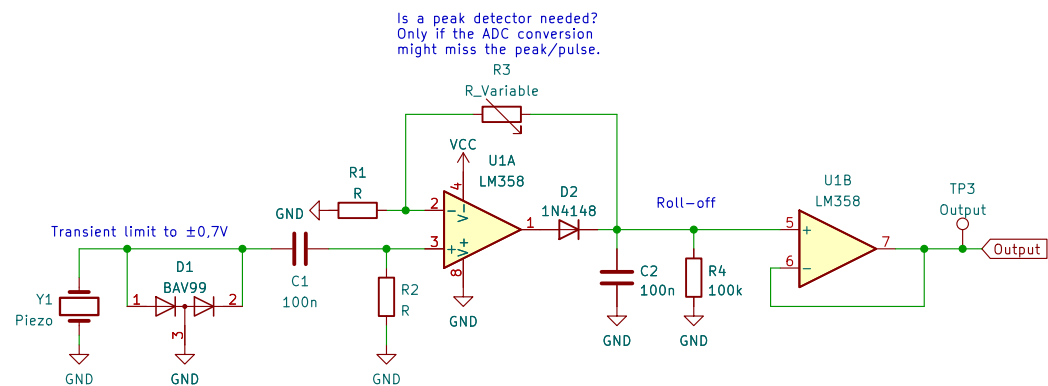 Is a peak detector needed?
Only if the ADC conversion
might miss the peak/pulse.
R3
R_Variable
VCC
U1A
LM358
4
V-
R1
R
GND
2
-
3
+
V+
8
1
GND
D2
1N4148
Roll-off
U1B
LM358
5
+
6
-
7
TP3
Output
Output
Transient limit to ±0,7V
D1
BAV99
1
2
3
GND
Y1
Piezo
GND
C1
100n
R2
R
GND
C2
100n
GND
R4
100k
GND